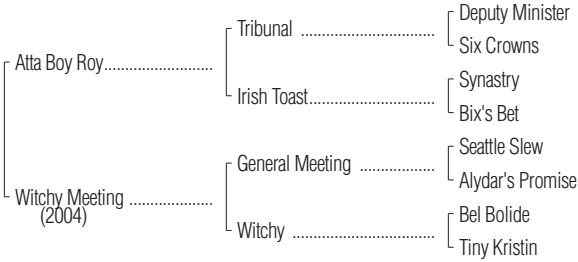 Deputy Minister
Tribunal ................................
Six Crowns
Atta Boy Roy..........................
Synastry
Irish Toast..............................
Bix's Bet
Seattle Slew
General Meeting ..................
Alydar's Promise
Witchy Meeting ....................
(2004)
Bel Bolide
Witchy ..................................
Tiny Kristin